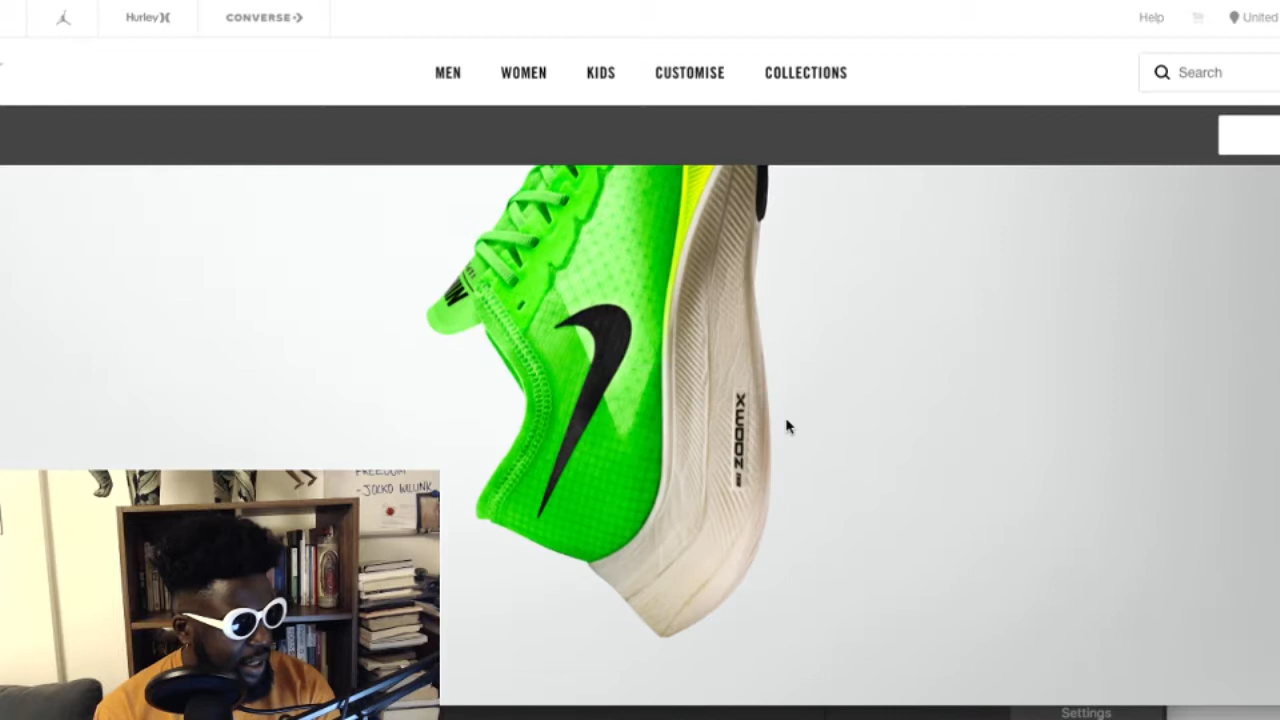 Hurley
CONVERSE
Help
United
MEN
WOMEN
KIDS
CUSTOMISE
COLLECTIONS
Search
ZOOMX
FREEDOM
-JOCKO WILLINK
Settings